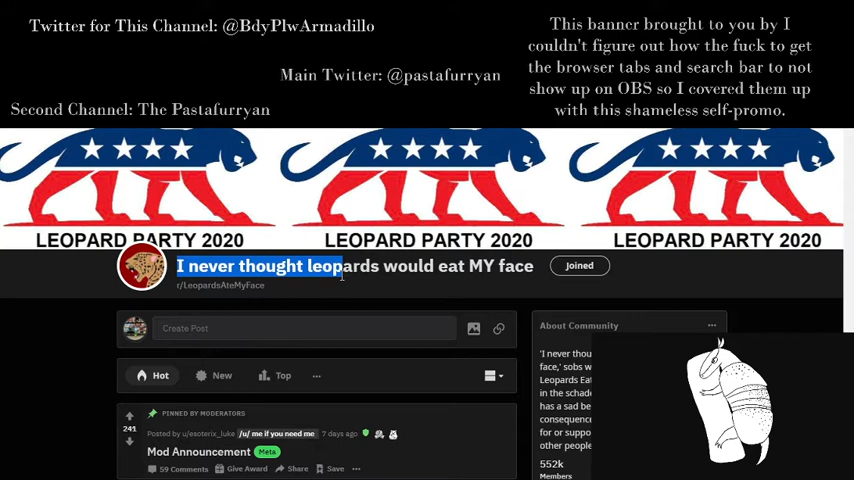 Twitter for This Channel: @BdyPlwArmadillo
Main Twitter: @pastafurryan
Second Channel: The Pastafurryan
This banner brought to you by I
couldn't figure out how the fuck to get
the browser tabs and search bar to not
show up on OBS so I covered them up
with this shameless self-promo.
LEOPARD PARTY 2020 LEOPARD PARTY 2020 LEOPARD PARTY 2020
I never thought leopards would eat MY face Joined
r/LeopardsAteMyFace
Create Post
Hot New Top ...
PINNED BY MODERATORS
241
Posted by u/esoterix_luke /u/ me if you need me 7 days ago
Mod Announcement Meta
59 Comments Give Award Share Save ...
About Community ...
'I never thou
face,' sobs w
Leopards Eat
in the schade
has a sad be
consequence
for or suppo
other people
552k
Members